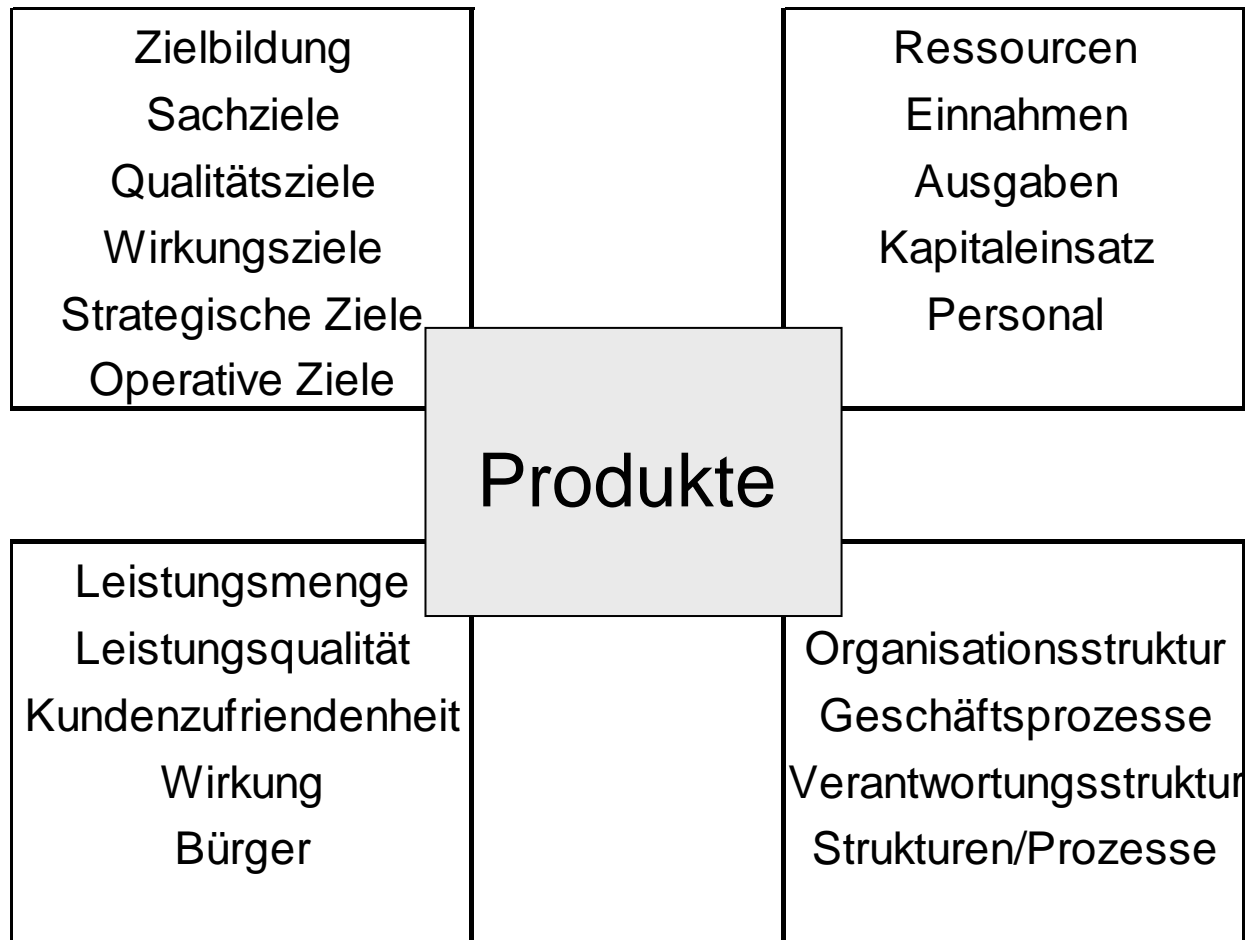 Zielbildung
Sachziele
Qualitätsziele
Wirkungsziele
Strategische Ziele
Operative Ziele
Ressourcen
Einnahmen
Ausgaben
Kapitaleinsatz
Personal
Produkte
Leistungsmenge
Leistungsqualität
Kundenzufriendenheit
Wirkung
Bürger
Organisationsstruktur
Geschäftsprozesse
Verantwortungsstruktur
Strukturen/Prozesse